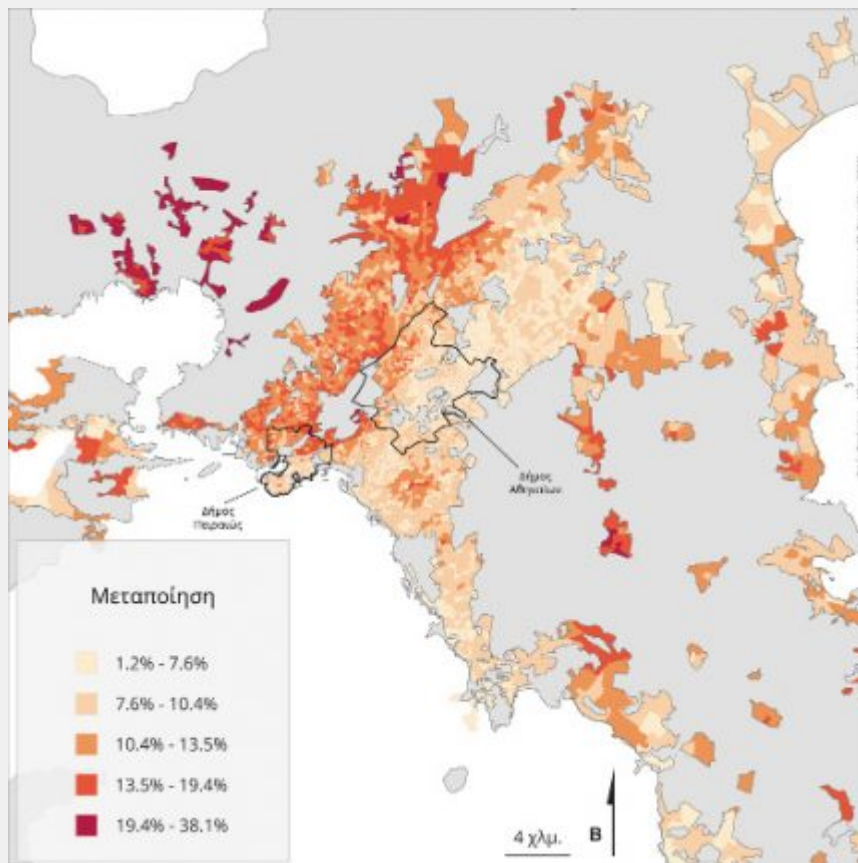 Δήμος
Αθηναίων
Δήμος
Πειραιώς
Μεταποίηση
1.2% - 7.6%
7.6% - 10.4%
10.4% - 13.5%
13.5% - 19.4%
19.4% - 38.1%
4 χλμ.
Β